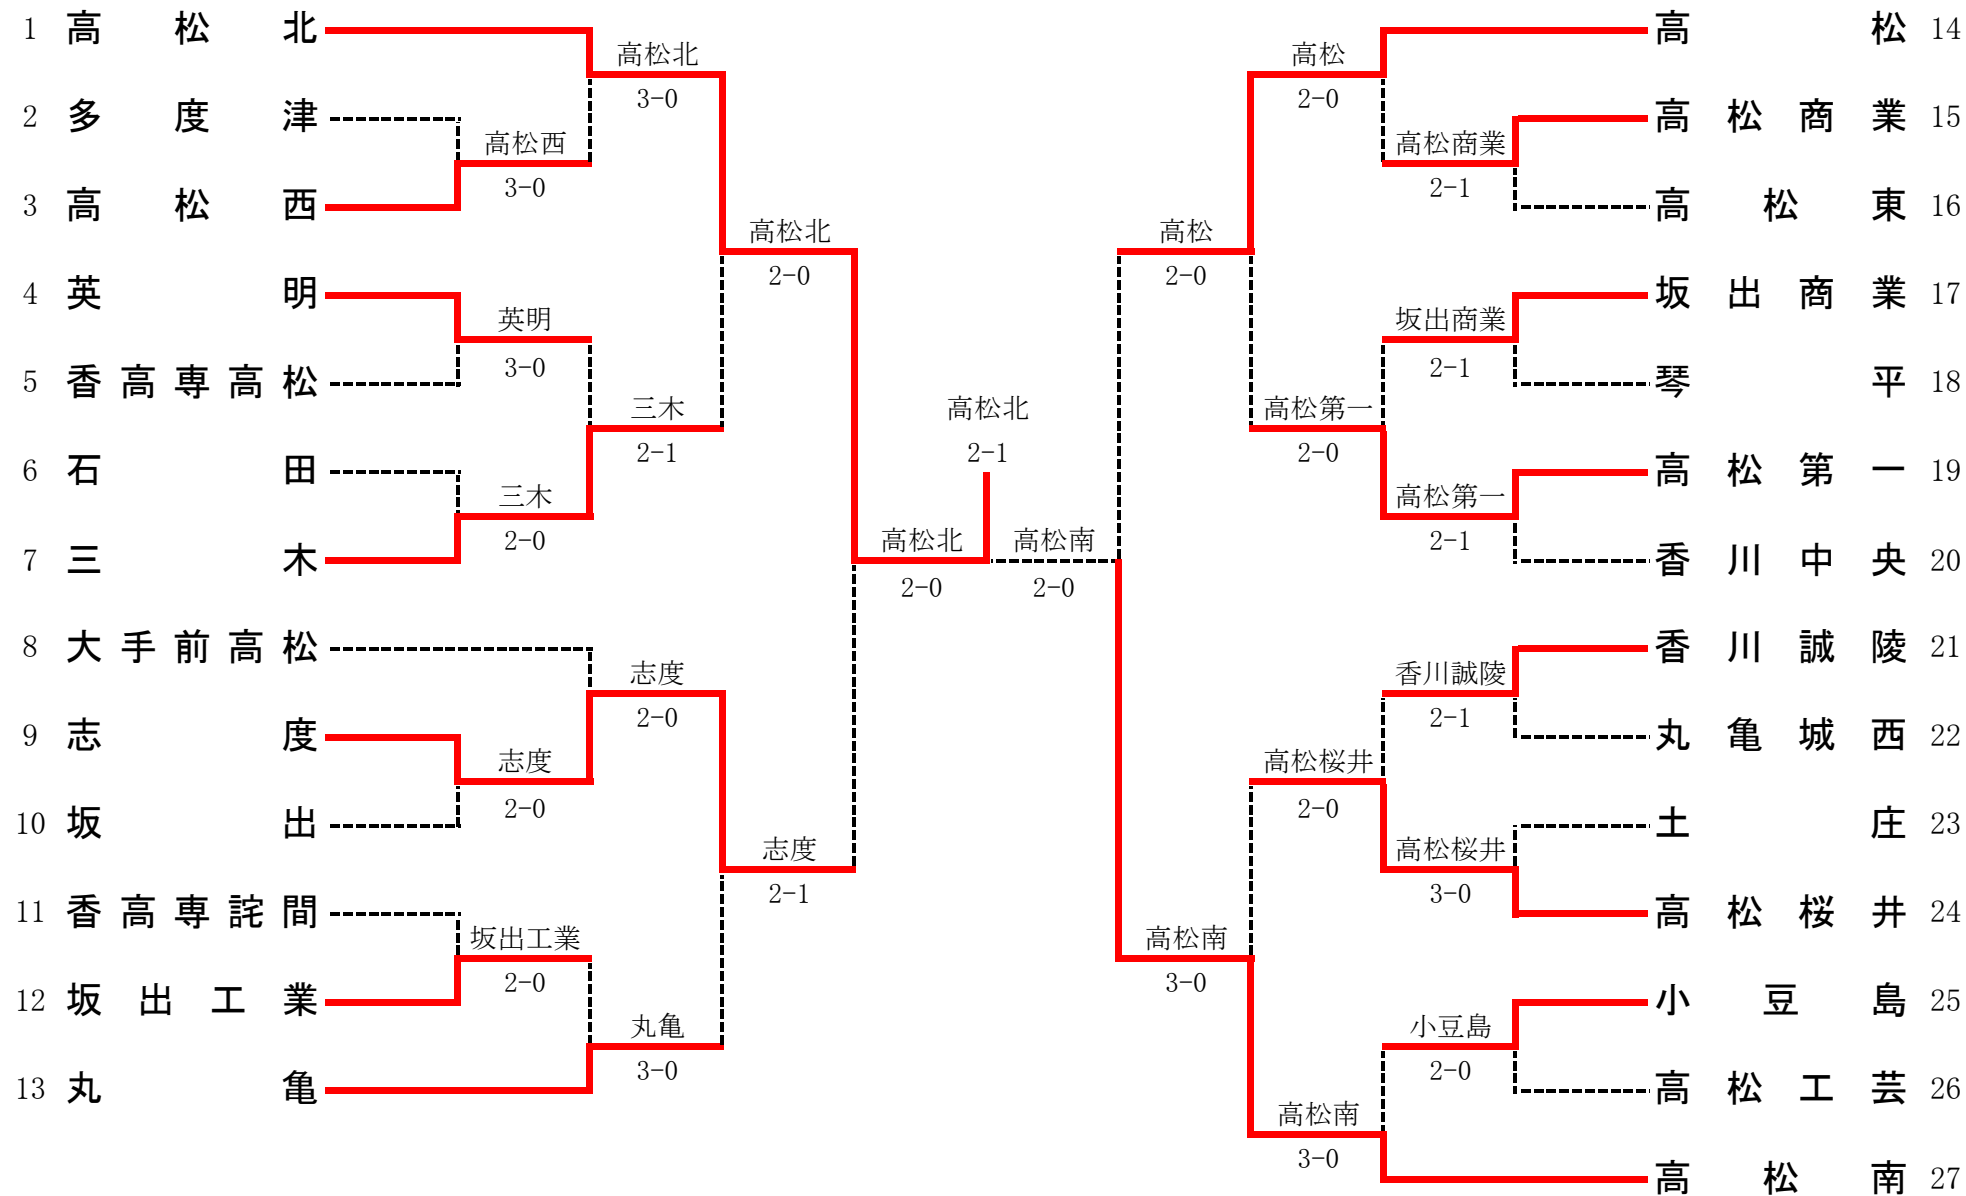 1 高松北
2 多度津
3 高松西
4 英明
5 香高専高松
6 石田
7 三木
8 大手前高松
9 志度
10 坂出
11 香高専詫間
12 坂出工業
13 丸亀
高松西
3-0
英明
3-0
三木
2-0
志度
2-0
坂出工業
2-0
高松北
3-0
三木
2-1
志度
2-0
丸亀
3-0
高松北
2-0
志度
2-1
高松北
2-0
高松北
2-1
高松南
2-0
高松
2-0
高松南
3-0
高松
2-0
高松第一
2-0
高松桜井
2-0
高松南
3-0
高松商業
2-1
坂出商業
2-1
高松第一
2-1
香川誠陵
2-1
高松桜井
3-0
小豆島
2-0
高松 14
高松商業 15
高松東 16
坂出商業 17
琴平 18
高松第一 19
香川中央 20
香川誠陵 21
丸亀城西 22
土庄 23
高松桜井 24
小豆島 25
高松工芸 26
高松南 27